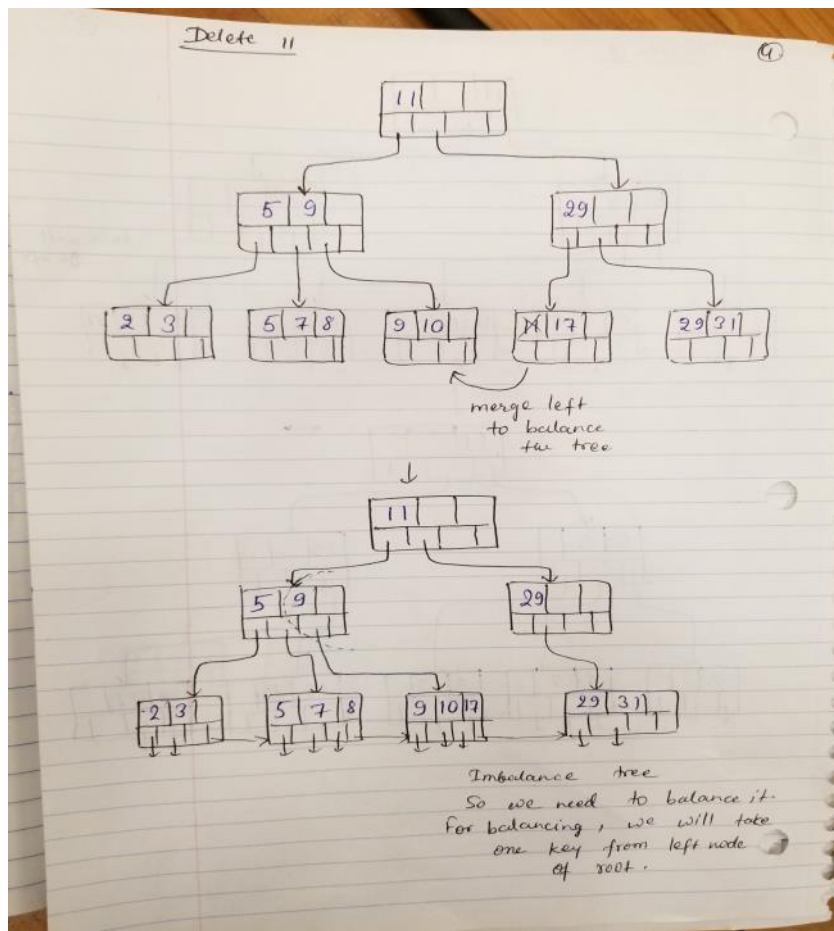 Delete 11
4
11
5 9
29
2 3
5 7 8
9 10
11 17
29 31
merge left
to balance
the tree
11
5 9
29
2 3
5 7 8
9 10 17
29 31
Imbalance tree
So we need to balance it.
For balancing, we will take
one key from left node
of root.